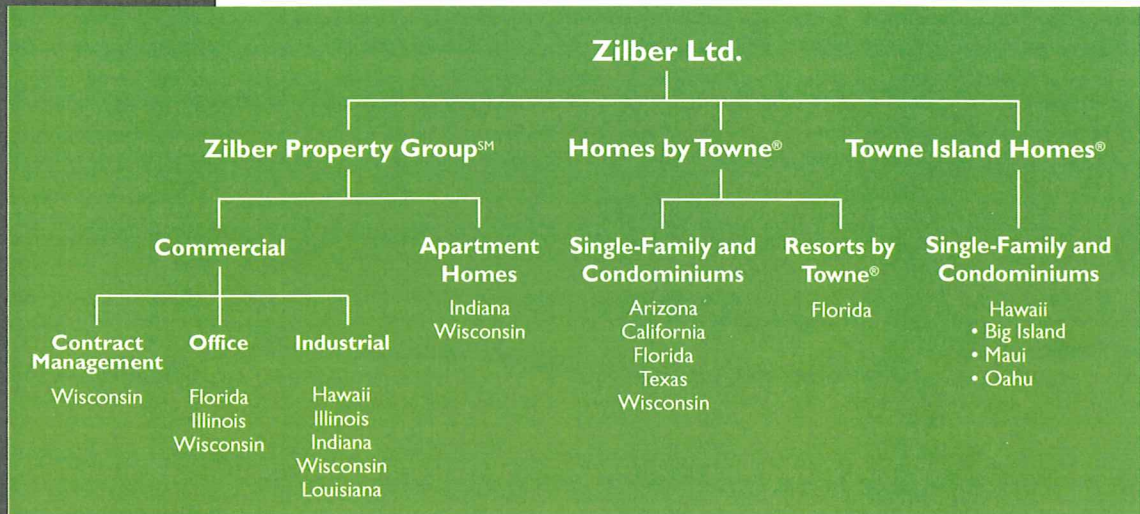 Zilber Ltd.
Zilber Property Group℠
Homes by Towne®
Towne Island Homes®
Commercial
Contract
Management
Wisconsin
Office
Florida
Illinois
Wisconsin
Industrial
Hawaii
Illinois
Indiana
Wisconsin
Louisiana
Apartment
Homes
Indiana
Wisconsin
Single-Family and
Condominiums
Arizona
California
Florida
Texas
Wisconsin
Resorts by
Towne®
Florida
Single-Family and
Condominiums
Hawaii
• Big Island
• Maui
• Oahu